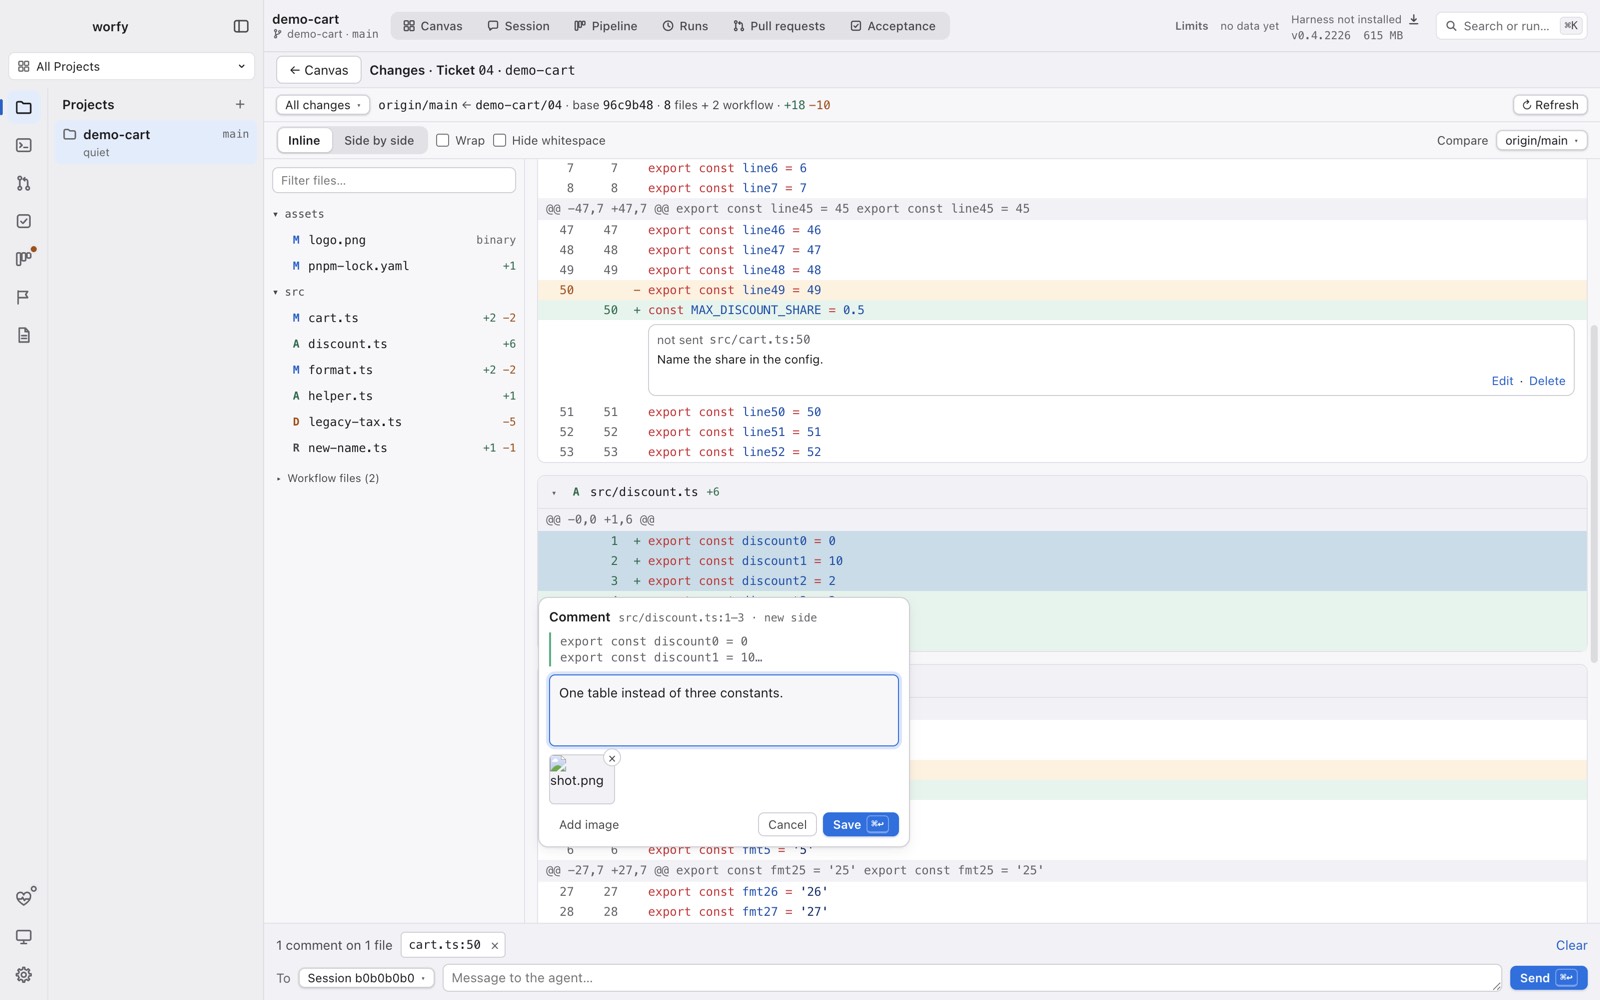 worfy
All Projects
Projects +
demo-cart main
quiet
demo-cart
demo-cart · main
Canvas Session Pipeline Runs Pull requests Acceptance
Limits no data yet
Harness not installed
v0.4.2226 615 MB
Search or run... ⌘K
← Canvas Changes · Ticket 04 · demo-cart
All changes origin/main ← demo-cart/04 · base 96c9b48 · 8 files + 2 workflow · +18 −10 Refresh
Inline Side by side Wrap Hide whitespace Compare origin/main
Filter files...
assets
M logo.png binary
M pnpm-lock.yaml +1
src
M cart.ts +2 −2
A discount.ts +6
M format.ts +2 −2
A helper.ts +1
D legacy-tax.ts −5
R new-name.ts +1 −1
Workflow files (2)
7 7 export const line6 = 6
8 8 export const line7 = 7
@@ −47,7 +47,7 @@ export const line45 = 45 export const line45 = 45
47 47 export const line46 = 46
48 48 export const line47 = 47
49 49 export const line48 = 48
50 − export const line49 = 49
50 + const MAX_DISCOUNT_SHARE = 0.5
not sent src/cart.ts:50
Name the share in the config.
Edit · Delete
51 51 export const line50 = 50
52 52 export const line51 = 51
53 53 export const line52 = 52
A src/discount.ts +6
@@ −0,0 +1,6 @@
1 + export const discount0 = 0
2 + export const discount1 = 10
3 + export const discount2 = 2
Comment src/discount.ts:1–3 · new side
export const discount0 = 0
export const discount1 = 10…
One table instead of three constants.
shot.png
Add image Cancel Save ⌘↩
6 6 export const fmt5 = '5'
@@ −27,7 +27,7 @@ export const fmt25 = '25' export const fmt25 = '25'
27 27 export const fmt26 = '26'
28 28 export const fmt27 = '27'
1 comment on 1 file cart.ts:50 × Clear
To Session b0b0b0b0 Message to the agent... Send ⌘↩